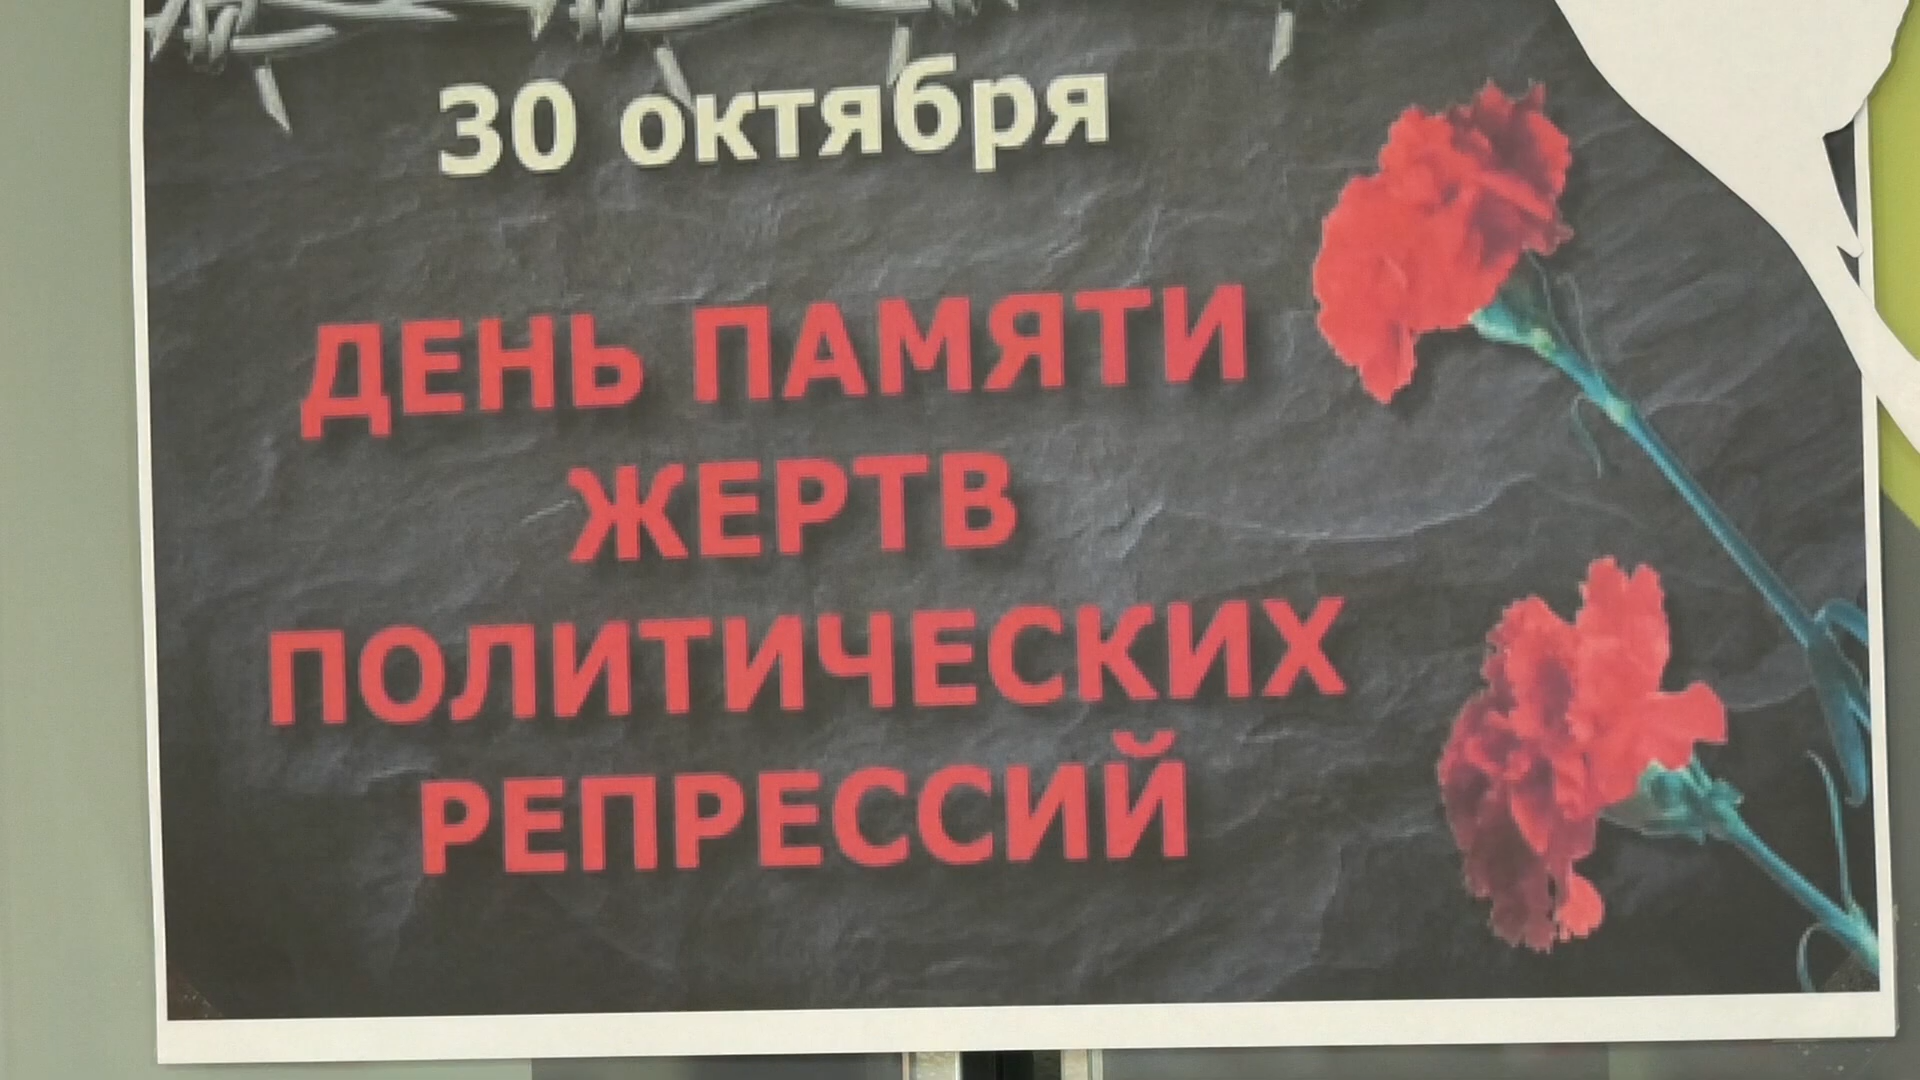 30 октября
ДЕНЬ ПАМЯТИ
ЖЕРТВ
ПОЛИТИЧЕСКИХ
РЕПРЕССИЙ